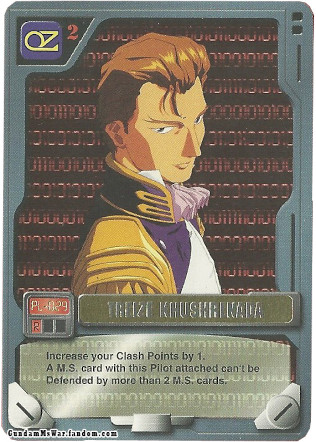 OZ 2
PL-029
R
TREIZE KHUSHRENADA
Increase your Clash Points by 1.
A M.S. card with this Pilot attached can't be
Defended by more than 2 M.S. cards.
GundamMsWar.fandom.com